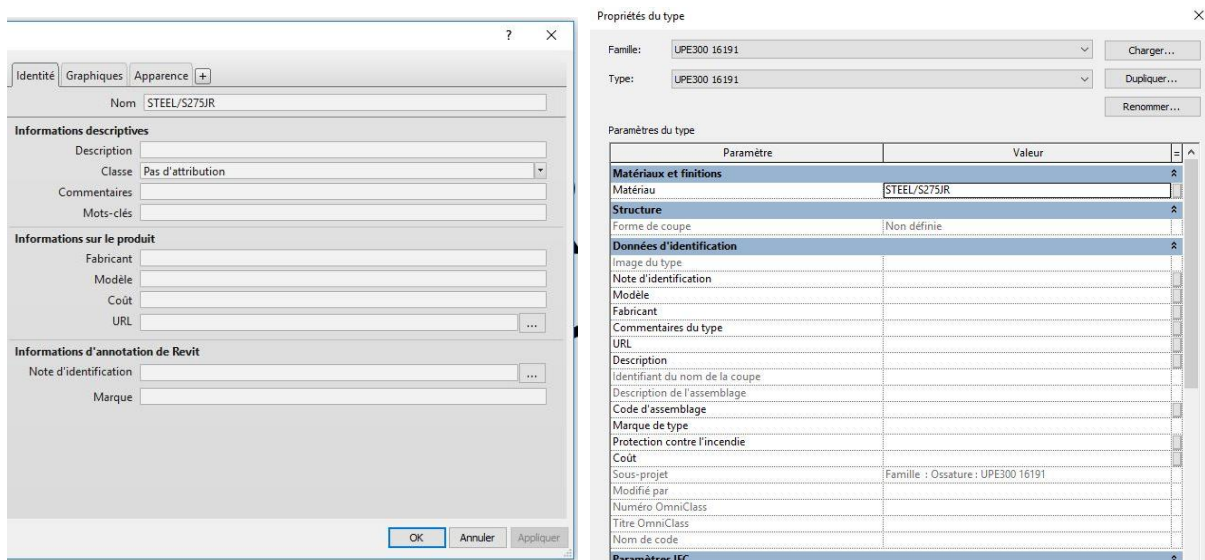 ?
Identité Graphiques Apparence +
Nom STEEL/S275JR
Informations descriptives
Description
Classe Pas d'attribution
Commentaires
Mots-clés
Informations sur le produit
Fabricant
Modèle
Coût
URL ...
Informations d'annotation de Revit
Note d'identification ...
Marque
OK Annuler Appliquer
Propriétés du type
Famille: UPE300 16191 Charger...
Type: UPE300 16191 Dupliquer...
Renommer...
Paramètres du type
Paramètre Valeur =
Matériaux et finitions
Matériau STEEL/S275JR
Structure
Forme de coupe Non définie
Données d'identification
Image du type
Note d'identification
Modèle
Fabricant
Commentaires du type
URL
Description
Identifiant du nom de la coupe
Description de l'assemblage
Code d'assemblage
Marque de type
Protection contre l'incendie
Coût
Sous-projet Famille : Ossature : UPE300 16191
Modifié par
Numéro OmniClass
Titre OmniClass
Nom de code
Paramètres IFC